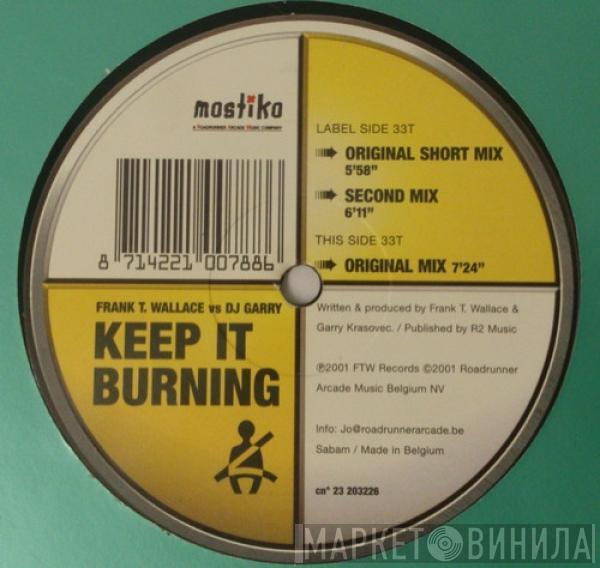 mostiko
A ROADRUNNER ARCADE MUSIC COMPANY
8 714221 007886
LABEL SIDE 33T
ORIGINAL SHORT MIX
5'58"
SECOND MIX
6'11"
THIS SIDE 33T
ORIGINAL MIX 7'24"
FRANK T. WALLACE vs DJ GARRY
KEEP IT
BURNING
Written & produced by Frank T. Wallace &
Garry Krasovec. / Published by R2 Music
℗2001 FTW Records ©2001 Roadrunner
Arcade Music Belgium NV
Info: Jo@roadrunnerarcade.be
Sabam / Made in Belgium
cn° 23 203226
МАРКЕТ ВИНИЛА